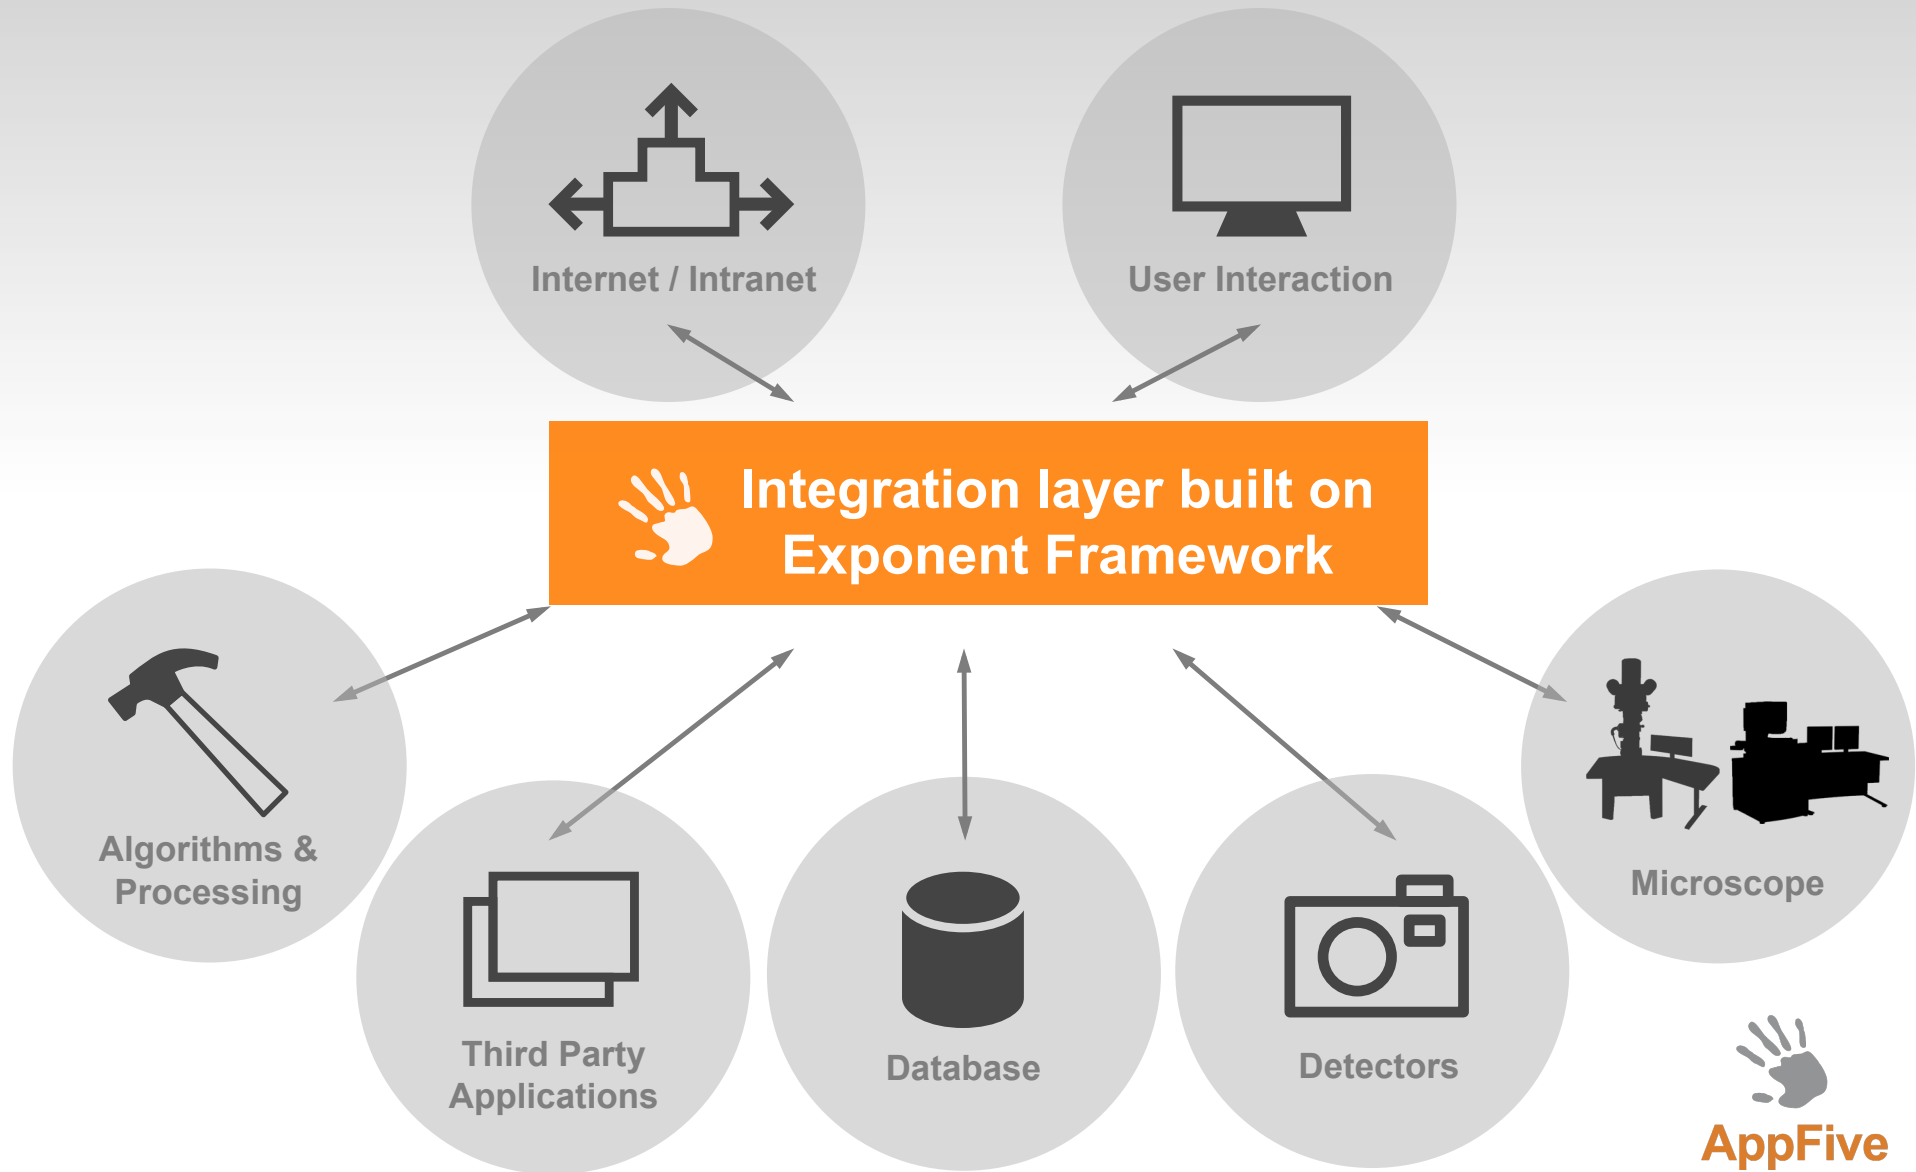 Internet / Intranet
User Interaction
Integration layer built on
Exponent Framework
Algorithms &
Processing
Third Party
Applications
Database
Detectors
Microscope
AppFive